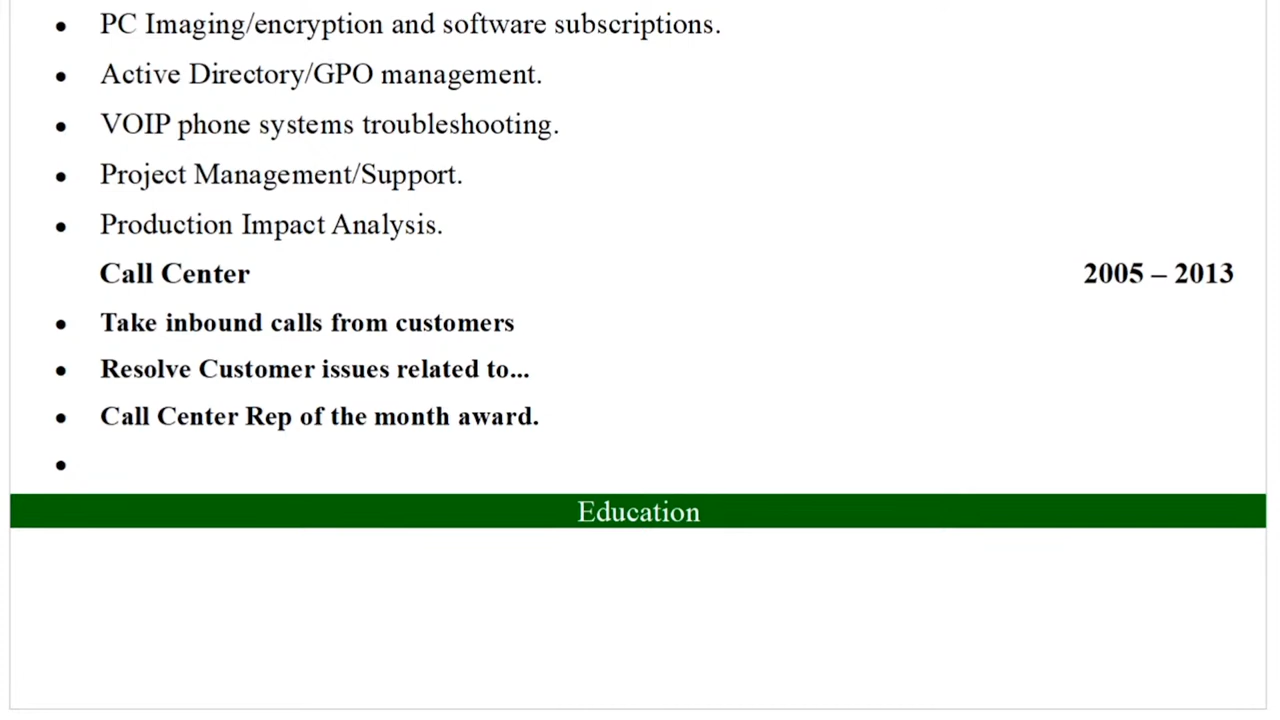 • PC Imaging/encryption and software subscriptions.
• Active Directory/GPO management.
• VOIP phone systems troubleshooting.
• Project Management/Support.
• Production Impact Analysis.
Call Center 2005 – 2013
• Take inbound calls from customers
• Resolve Customer issues related to...
• Call Center Rep of the month award.
•
Education